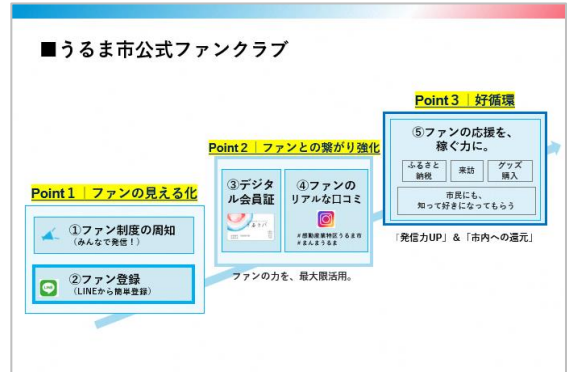 ■うるま市公式ファンクラブ
Point1｜ファンの見える化
①ファン制度の周知
（みんなで発信！）
②ファン登録
（LINEから簡単登録）
Point2｜ファンとの繋がり強化
③デジタ
ル会員証
④ファンの
リアルな口コミ
#感動産業特区うるま市
#まんまうるま
ファンの力を、最大限活用。
Point3｜好循環
⑤ファンの応援を、
稼ぐ力に。
ふるさと
納税
来訪
グッズ
購入
市民にも、
知って好きになってもらう
「発信力UP」＆「市内への還元」